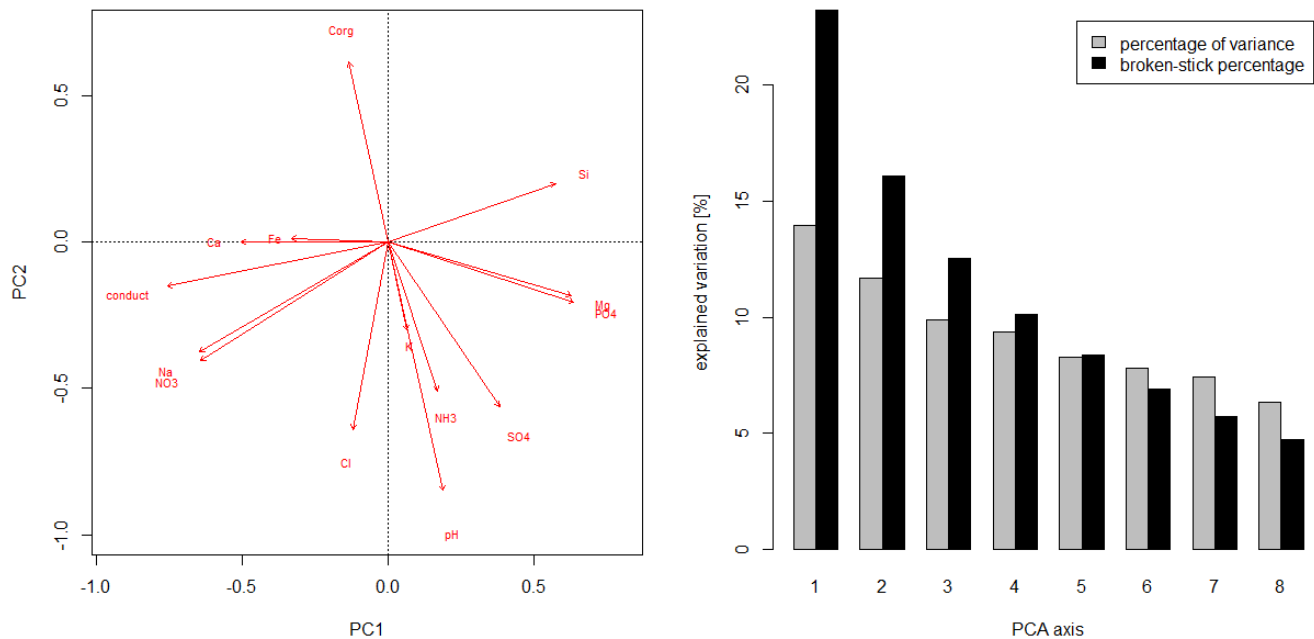 Corg
Si
Fe
Ca
conduct
Mg
PO4
K
Na
NO3
NH3
SO4
Cl
pH
0.5
0.0
-0.5
-1.0
PC2
-1.0
-0.5
0.0
0.5
PC1
percentage of variance
broken-stick percentage
20
15
10
5
0
explained variation [%]
1 2 3 4 5 6 7 8
PCA axis